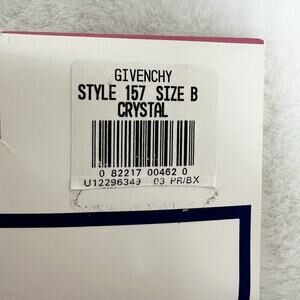 GIVENCHY
STYLE 157 SIZE B
CRYSTAL
0 82217 00462 0
U12296349 03 PR/BX